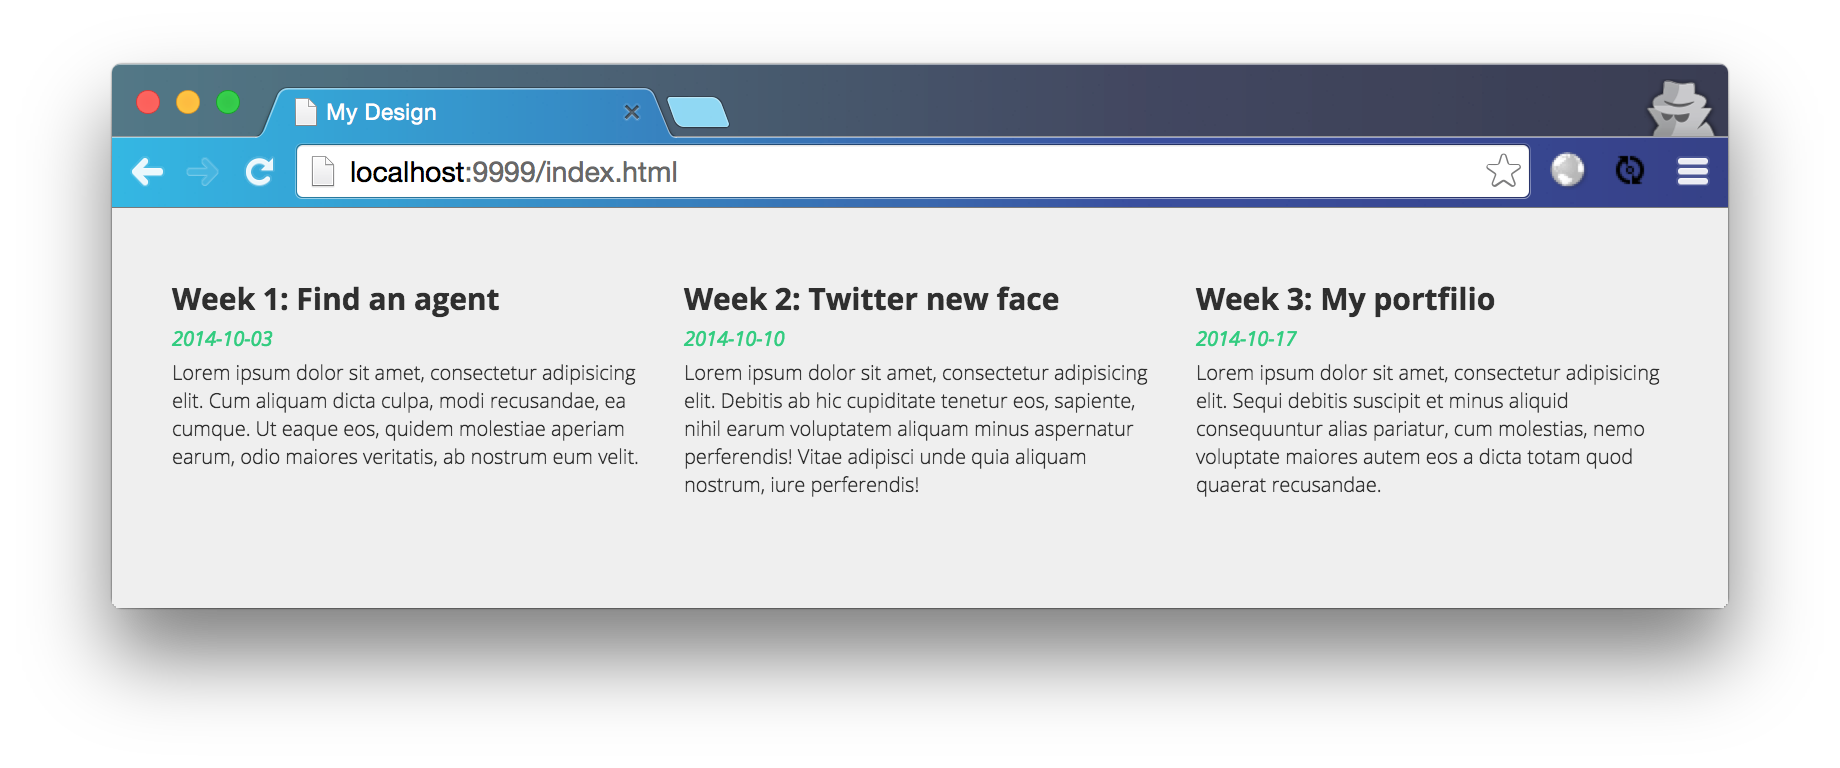 My Design
localhost:9999/index.html
Week 1: Find an agent
2014-10-03
Lorem ipsum dolor sit amet, consectetur adipisicing
elit. Cum aliquam dicta culpa, modi recusandae, ea
cumque. Ut eaque eos, quidem molestiae aperiam
earum, odio maiores veritatis, ab nostrum eum velit.
Week 2: Twitter new face
2014-10-10
Lorem ipsum dolor sit amet, consectetur adipisicing
elit. Debitis ab hic cupiditate tenetur eos, sapiente,
nihil earum voluptatem aliquam minus aspernatur
perferendis! Vitae adipisci unde quia aliquam
nostrum, iure perferendis!
Week 3: My portfilio
2014-10-17
Lorem ipsum dolor sit amet, consectetur adipisicing
elit. Sequi debitis suscipit et minus aliquid
consequuntur alias pariatur, cum molestias, nemo
voluptate maiores autem eos a dicta totam quod
quaerat recusandae.